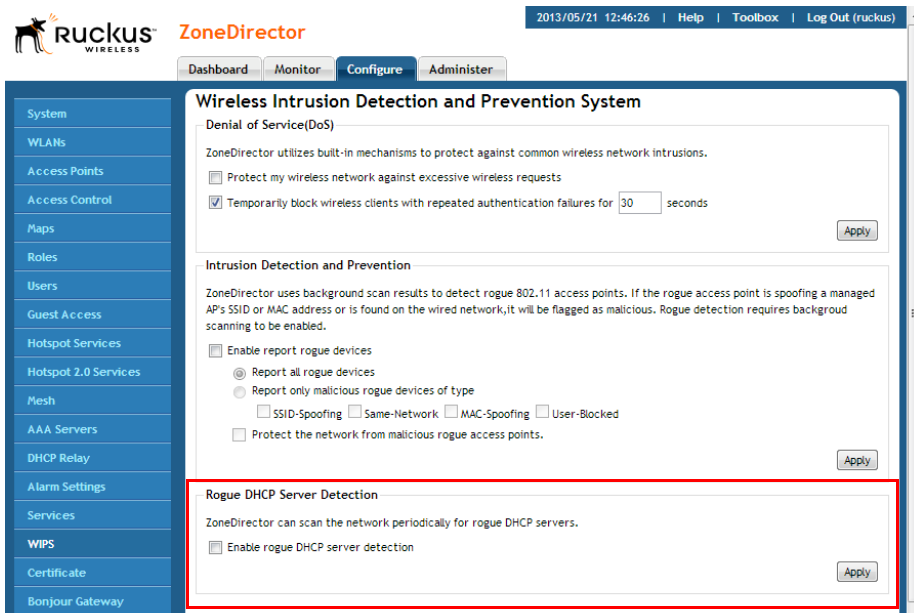 2013/05/21 12:46:26 | Help | Toolbox | Log Out (ruckus)
RUCKUS
WIRELESS
ZoneDirector
Dashboard Monitor Configure Administer
System
WLANs
Access Points
Access Control
Maps
Roles
Users
Guest Access
Hotspot Services
Hotspot 2.0 Services
Mesh
AAA Servers
DHCP Relay
Alarm Settings
Services
WIPS
Certificate
Bonjour Gateway
Wireless Intrusion Detection and Prevention System
Denial of Service(DoS)
ZoneDirector utilizes built-in mechanisms to protect against common wireless network intrusions.
Protect my wireless network against excessive wireless requests
Temporarily block wireless clients with repeated authentication failures for 30 seconds
Apply
Intrusion Detection and Prevention
ZoneDirector uses background scan results to detect rogue 802.11 access points. If the rogue access point is spoofing a managed
AP's SSID or MAC address or is found on the wired network,it will be flagged as malicious. Rogue detection requires backgroud
scanning to be enabled.
Enable report rogue devices
Report all rogue devices
Report only malicious rogue devices of type
SSID-Spoofing Same-Network MAC-Spoofing User-Blocked
Protect the network from malicious rogue access points.
Apply
Rogue DHCP Server Detection
ZoneDirector can scan the network periodically for rogue DHCP servers.
Enable rogue DHCP server detection
Apply